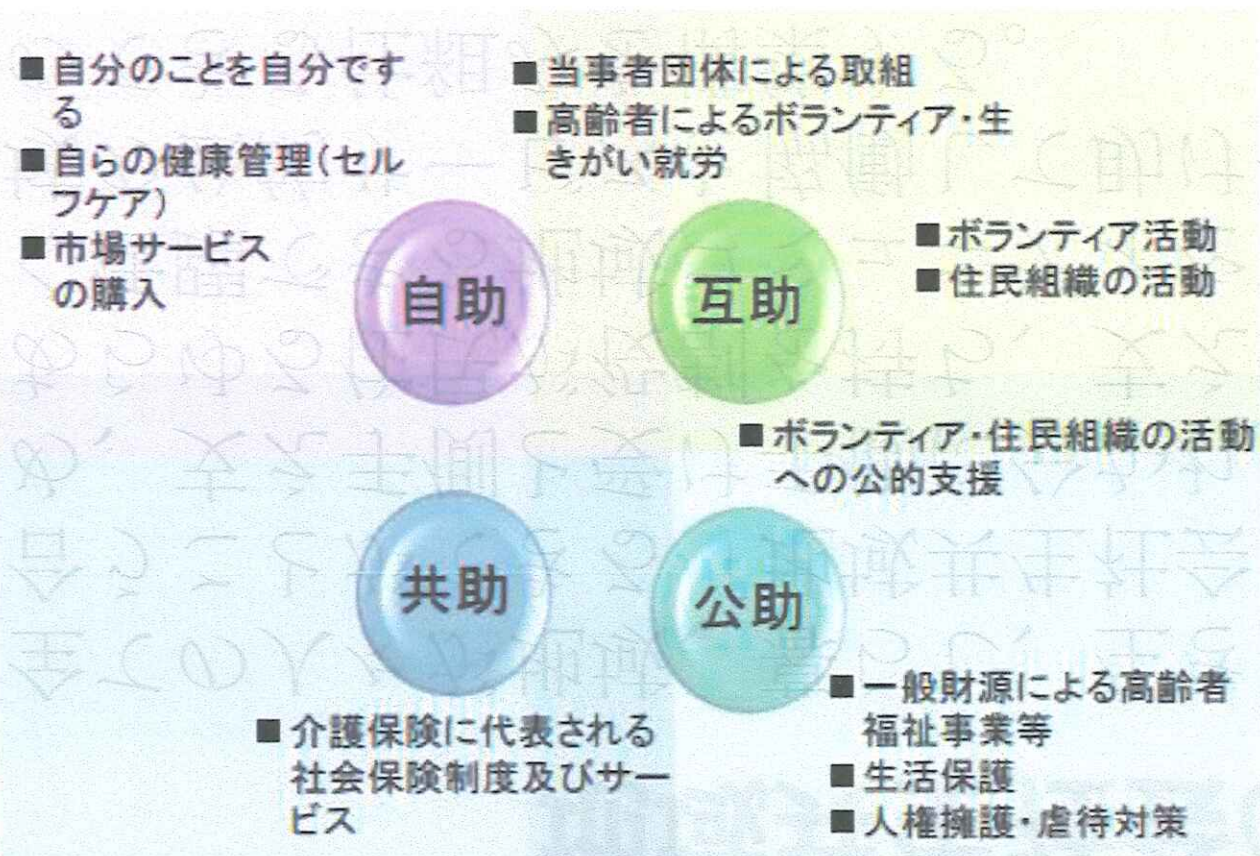 ■自分のことを自分です
る
■自らの健康管理(セル
フケア)
■市場サービス
の購入
■当事者団体による取組
■高齢者によるボランティア・生
きがい就労
自助
互助
■ボランティア活動
■住民組織の活動
■ボランティア・住民組織の活動
への公的支援
共助
公助
■介護保険に代表される
社会保険制度及びサー
ビス
■一般財源による高齢者
福祉事業等
■生活保護
■人権擁護・虐待対策